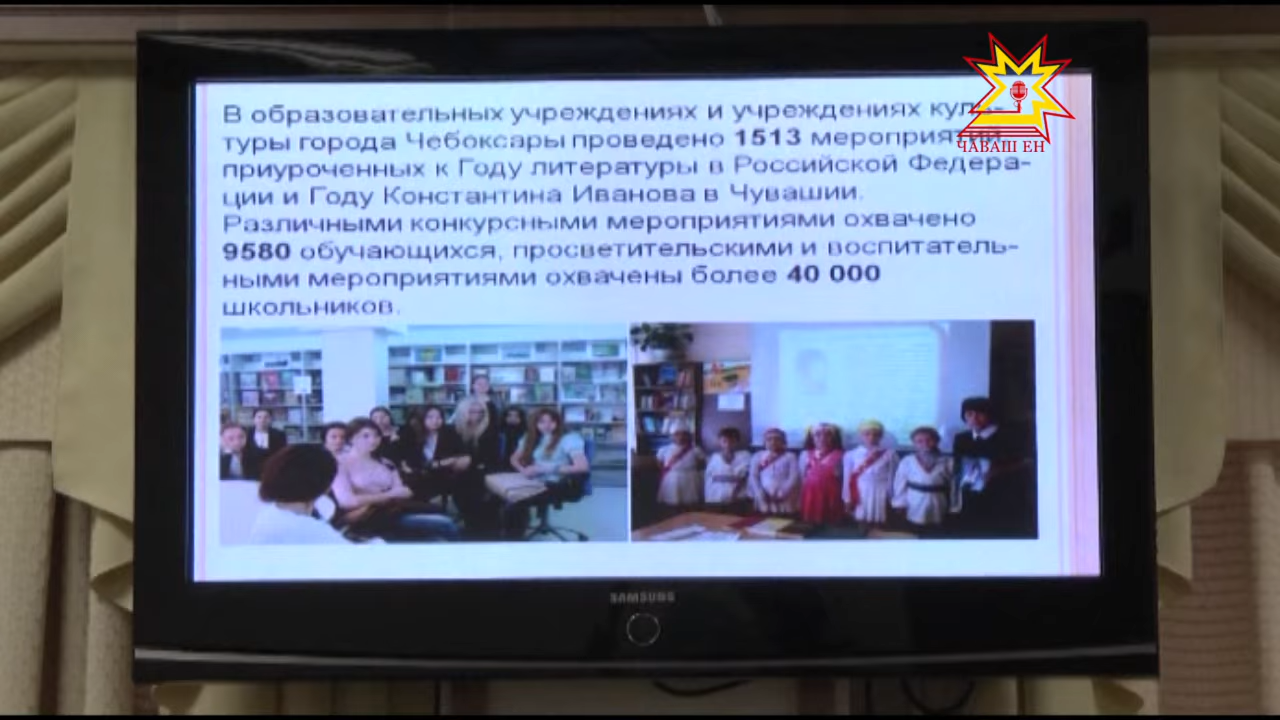 В образовательных учреждениях и учреждениях куль-
туры города Чебоксары проведено 1513 мероприятий,
приуроченных к Году литературы в Российской Федера-
ции и Году Константина Иванова в Чувашии.
Различными конкурсными мероприятиями охвачено
9580 обучающихся, просветительскими и воспитатель-
ными мероприятиями охвачены более 40 000
школьников.
ЧĂВАШ ЕН
SAMSUNG